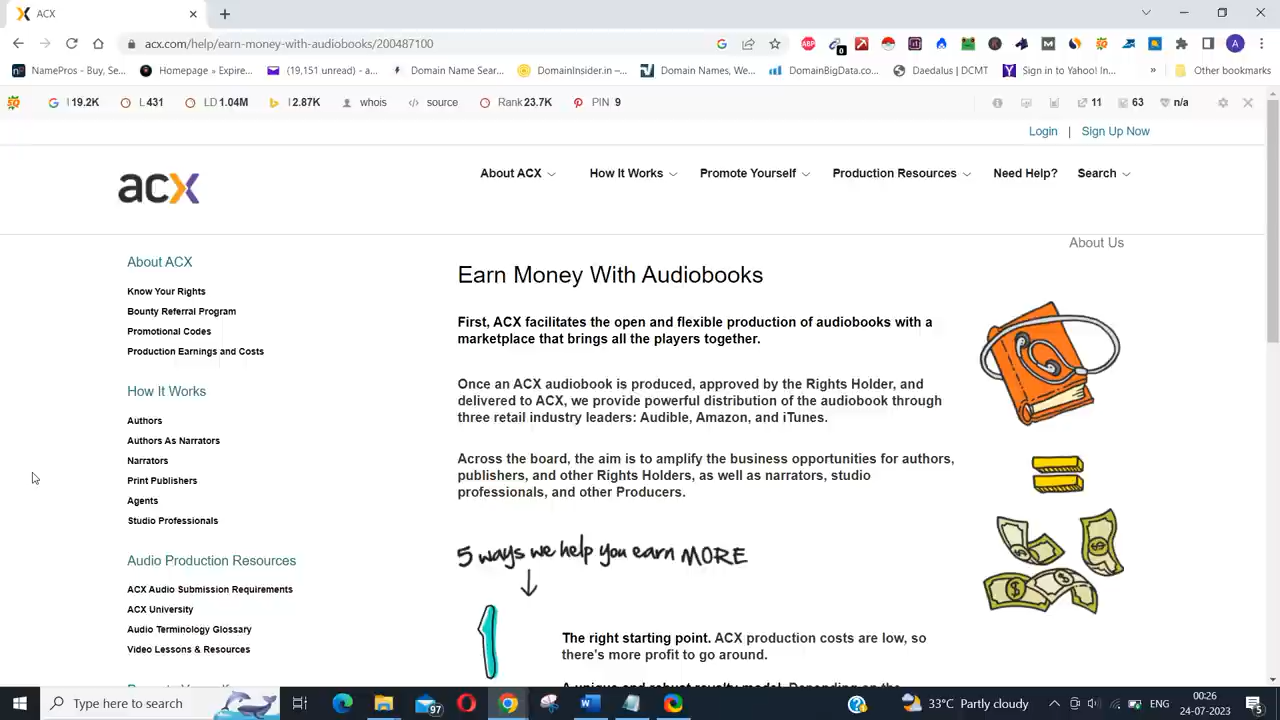 ACX
acx.com/help/earn-money-with-audiobooks/200487100
NamePros - Buy, Se...
Homepage » Expire...
(19,151 unread) - a...
Domain Name Sear...
DomainInsider.in –...
Domain Names, We...
DomainBigData.co...
Daedalus | DCMT
Sign in to Yahoo! In...
»
Other bookmarks
I 19.2K
L 431
LD 1.04M
I 2.87K
whois
source
Rank 23.7K
PIN 9
11
63
n/a
Login | Sign Up Now
acx
About ACX
How It Works
Promote Yourself
Production Resources
Need Help?
Search
About Us
About ACX
Know Your Rights
Bounty Referral Program
Promotional Codes
Production Earnings and Costs
How It Works
Authors
Authors As Narrators
Narrators
Print Publishers
Agents
Studio Professionals
Audio Production Resources
ACX Audio Submission Requirements
ACX University
Audio Terminology Glossary
Video Lessons & Resources
Earn Money With Audiobooks
First, ACX facilitates the open and flexible production of audiobooks with a
marketplace that brings all the players together.
Once an ACX audiobook is produced, approved by the Rights Holder, and
delivered to ACX, we provide powerful distribution of the audiobook through
three retail industry leaders: Audible, Amazon, and iTunes.
Across the board, the aim is to amplify the business opportunities for authors,
publishers, and other Rights Holders, as well as narrators, studio
professionals, and other Producers.
5 ways we help you earn MORE
1
The right starting point. ACX production costs are low, so
there's more profit to go around.
A unique and robust royalty model. Depending on the
Type here to search
97
33°C Partly cloudy
ENG
00:26
24-07-2023
5